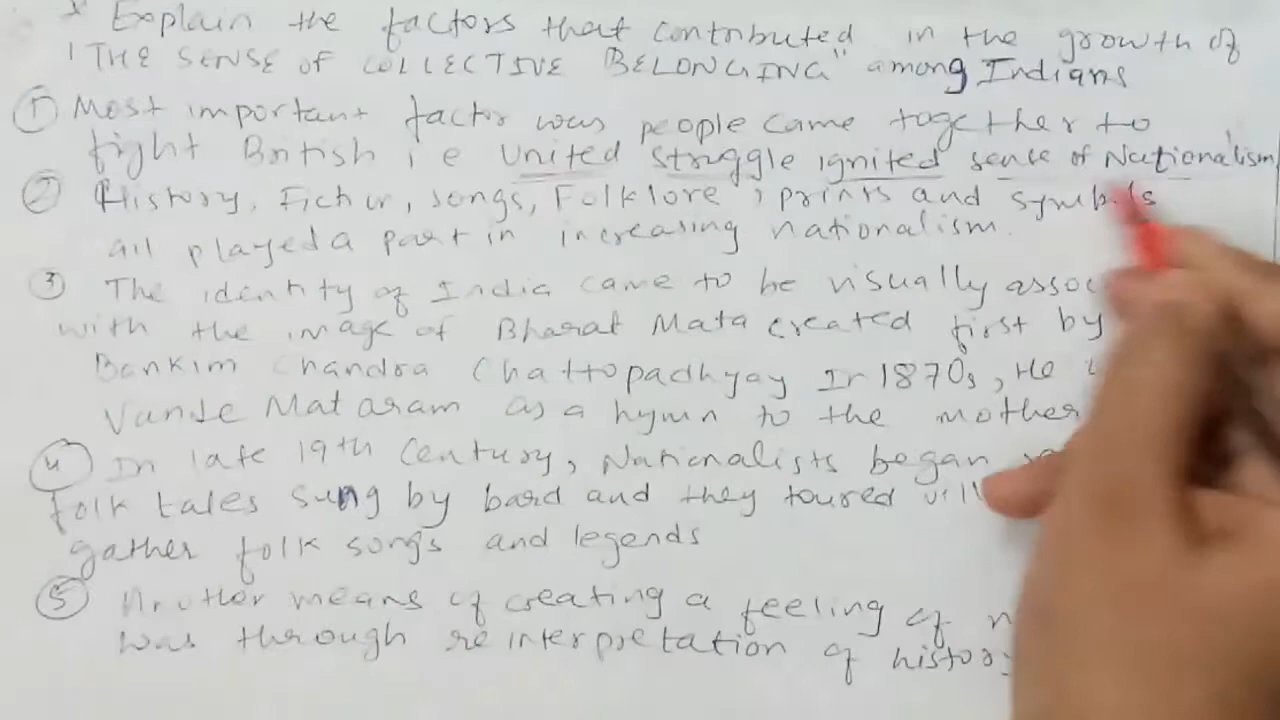 * Explain the factors that contributed in the growth of
" THE SENSE OF COLLECTIVE BELONGING" among Indians
① Most important factor was people came together to
fight British i e United struggle ignited sense of Nationalism
② History, Fiction, songs, Folklore, prints and symbols
all played a part in increasing nationalism.
③ The identity of India came to be visually
with the image of Bharat Mata created first by
Bankim Chandra Chattopadhyay In 1870s, He
Vande Mataram as a hymn to the mother
④ In late 19th Century, Nationalists began
folk tales sung by bard and they toured
gather folk songs and legends
⑤ Another means of creating a feeling of
was through reinterpretation of history